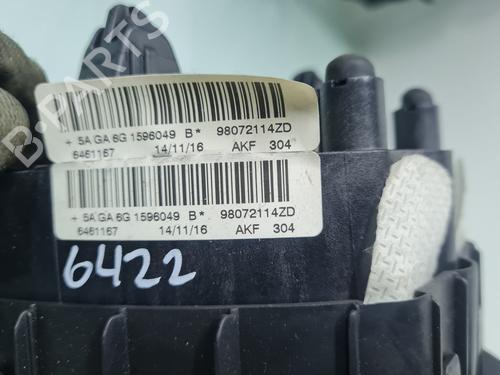 + 5A GA 6G 1596049 B* 98072114ZD
6461167 14/11/16 AKF 304
+ 5A GA 6G 1596049 B* 98072114ZD
6461167 14/11/16 AKF 304
6422
B-PARTS